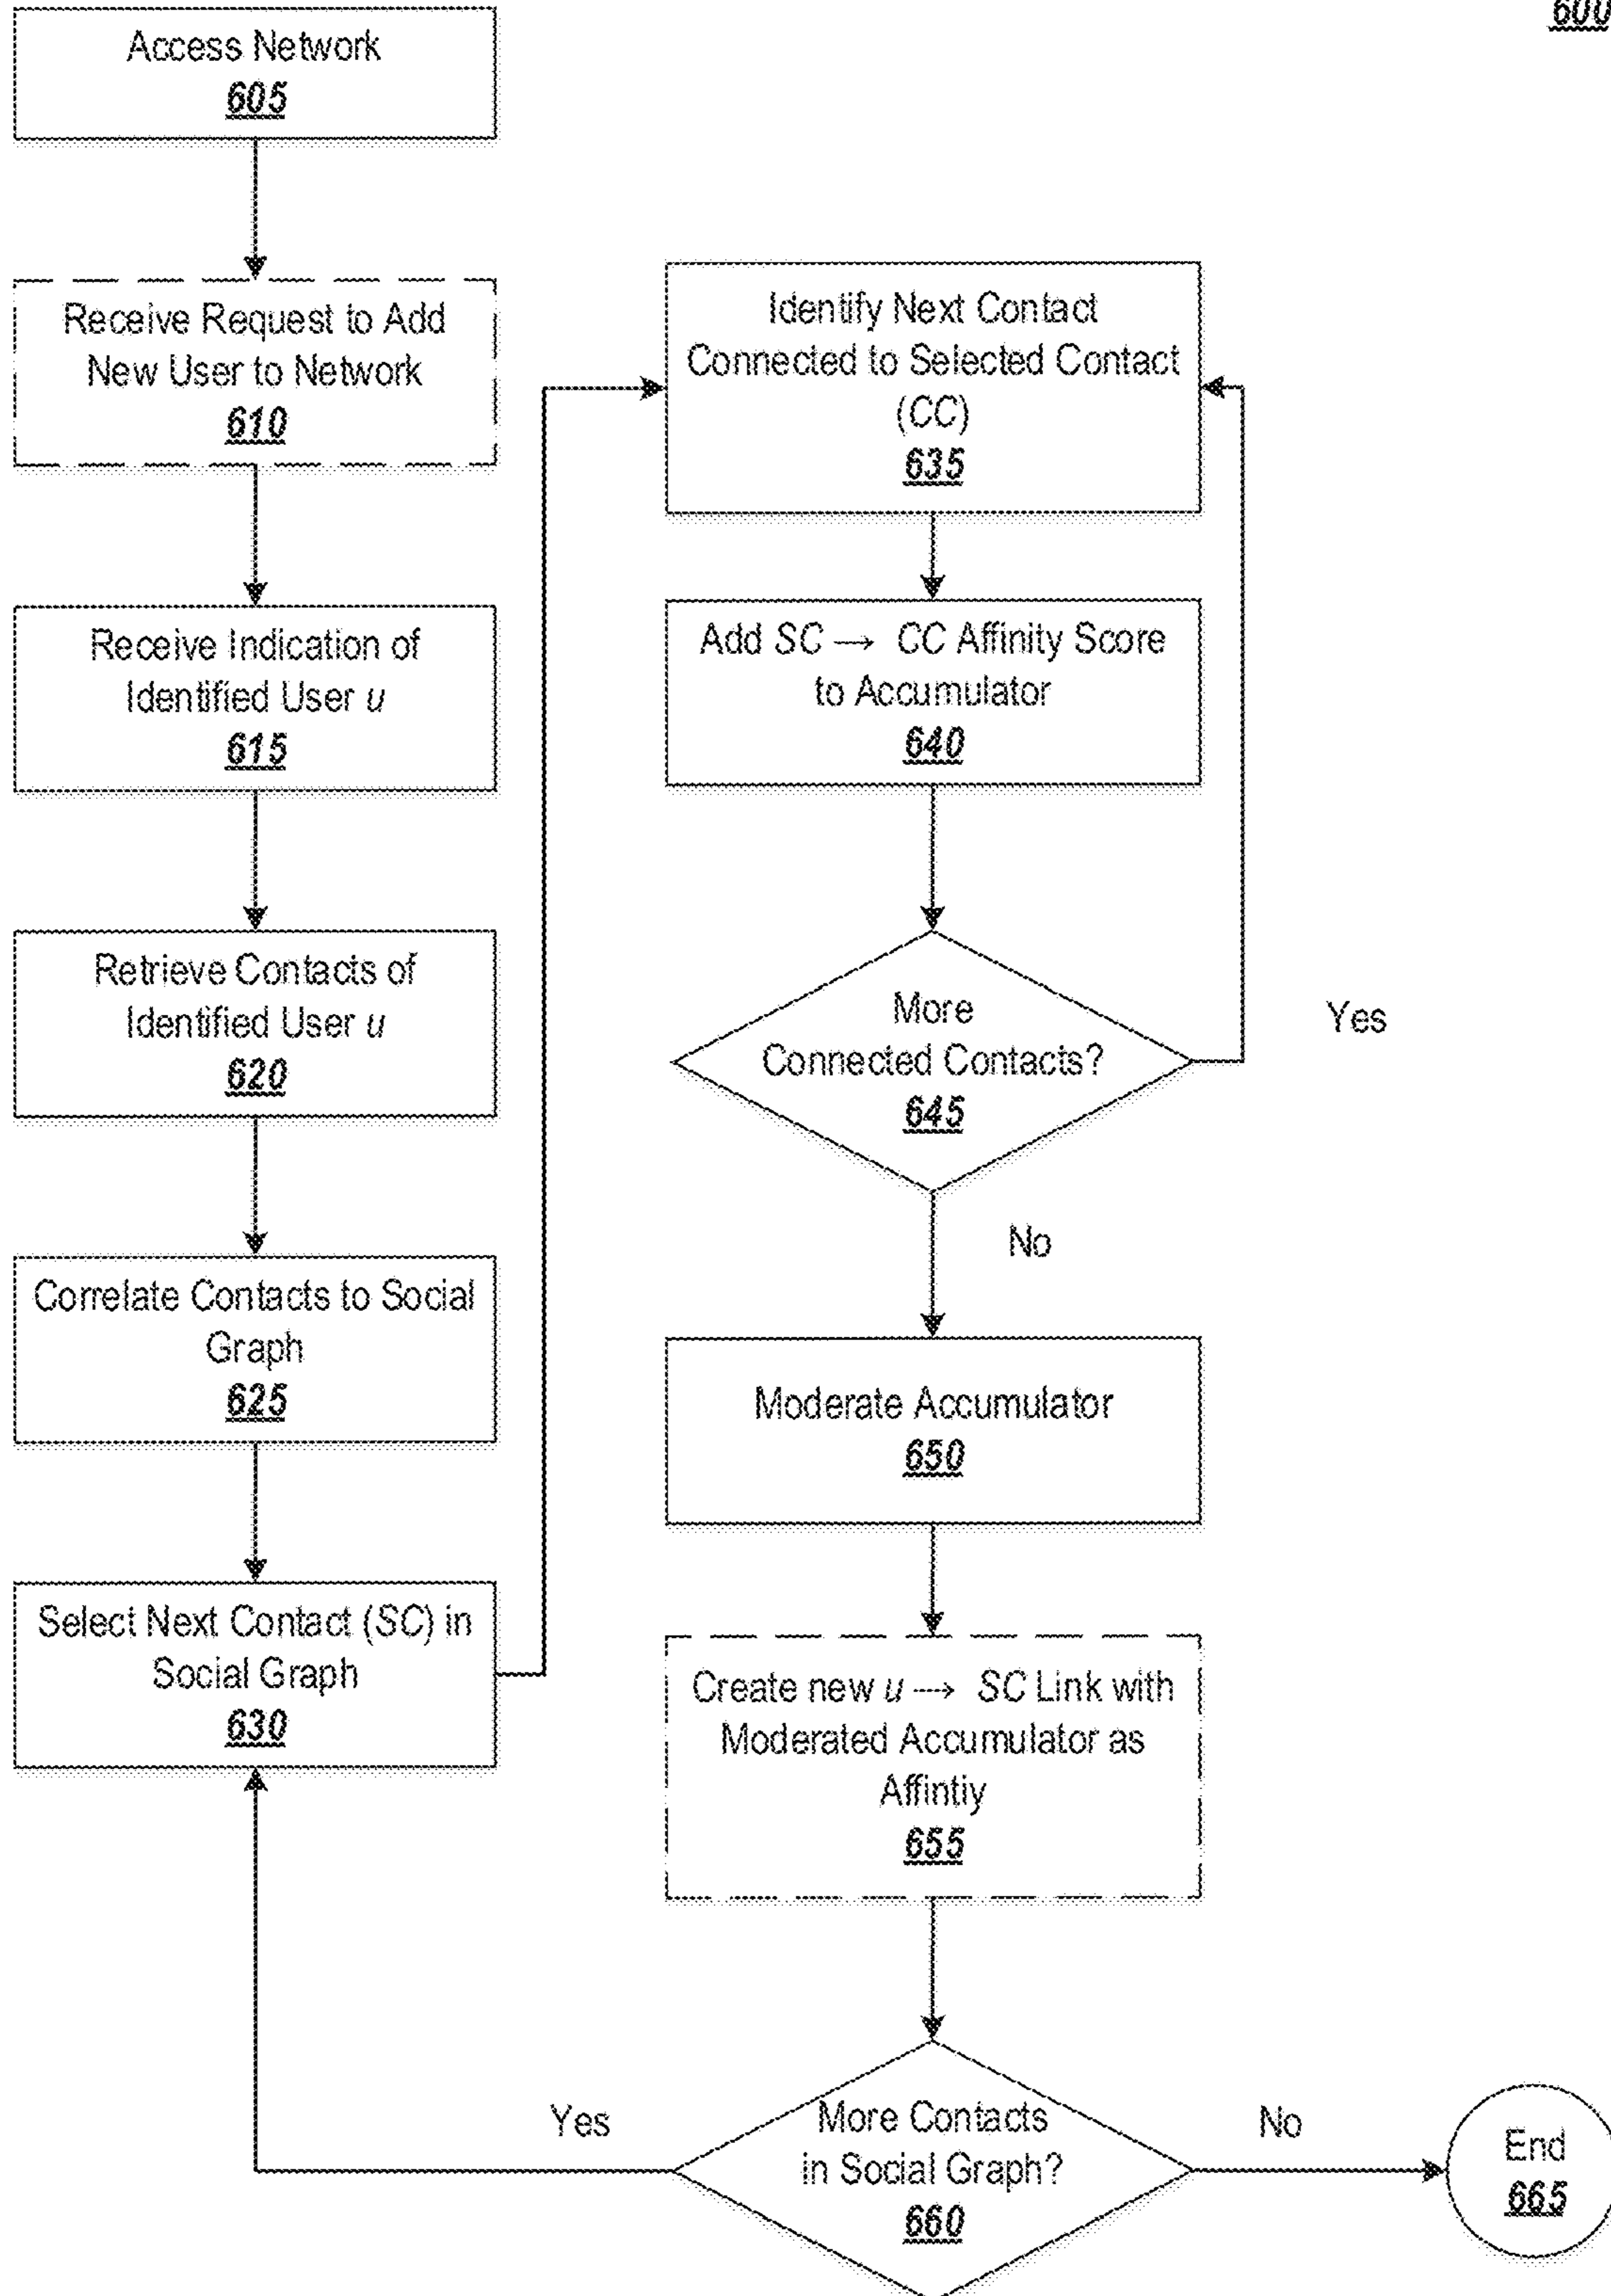 600
Access Network
605
Receive Request to Add
New User to Network
610
Receive Indication of
Identified User u
615
Retrieve Contacts of
Identified User u
620
Correlate Contacts to Social
Graph
625
Select Next Contact (SC) in
Social Graph
630
Identify Next Contact
Connected to Selected Contact
(CC)
635
Add SC → CC Affinity Score
to Accumulator
640
More
Connected Contacts?
645
Yes
No
Moderate Accumulator
650
Create new u → SC Link with
Moderated Accumulator as
Affintiy
655
More Contacts
in Social Graph?
660
Yes
No
End
665